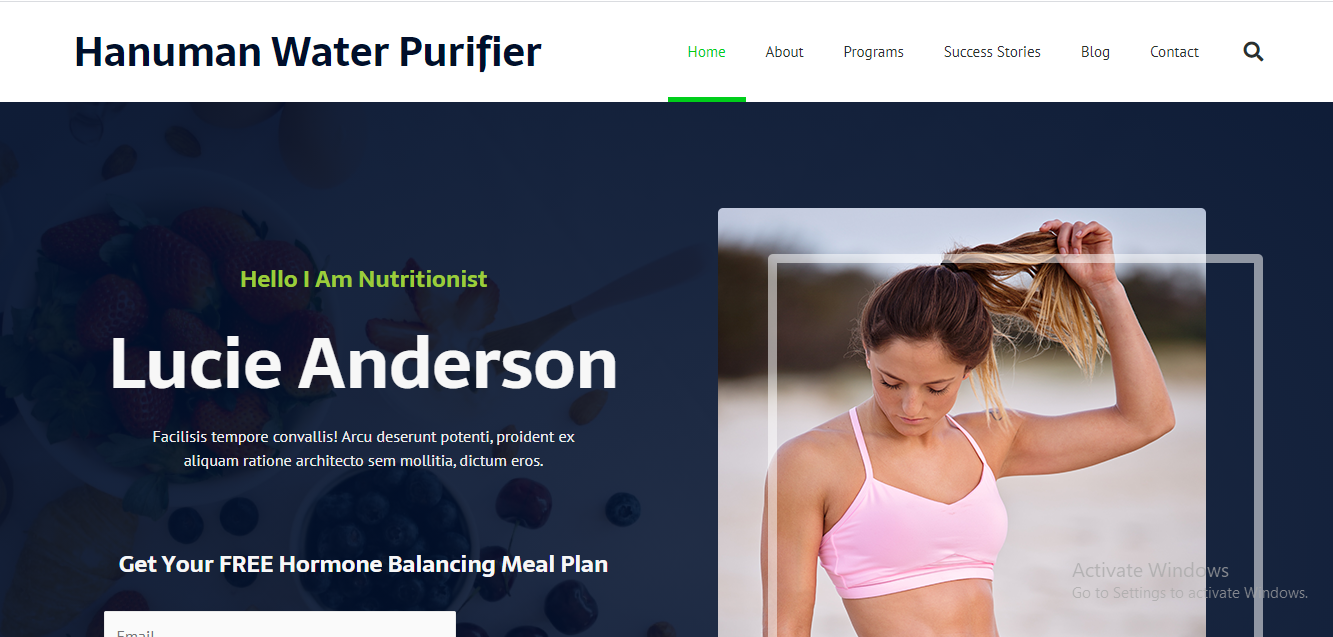 Hanuman Water Purifier
Home About Programs Success Stories Blog Contact
Hello I Am Nutritionist
Lucie Anderson
Facilisis tempore convallis! Arcu deserunt potenti, proident ex
aliquam ratione architecto sem mollitia, dictum eros.
Get Your FREE Hormone Balancing Meal Plan
Email
Activate Windows
Go to Settings to activate Windows.